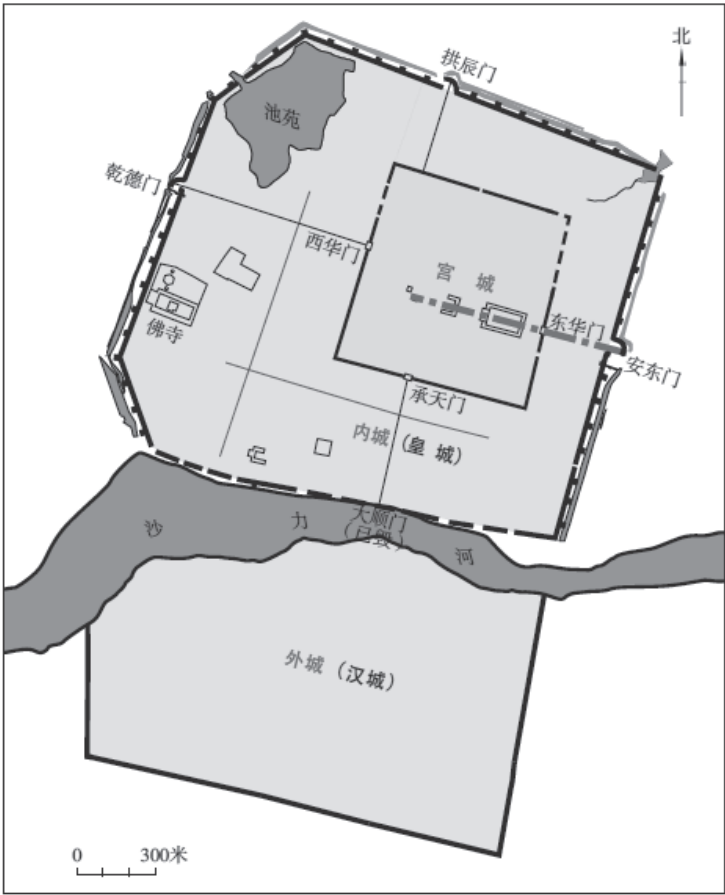 北
拱辰门
池苑
乾德门
西华门
宫城
东华门
佛寺
安东门
承天门
内城（皇城）
大顺门
（已毁）
沙力河
外城（汉城）
0 300米